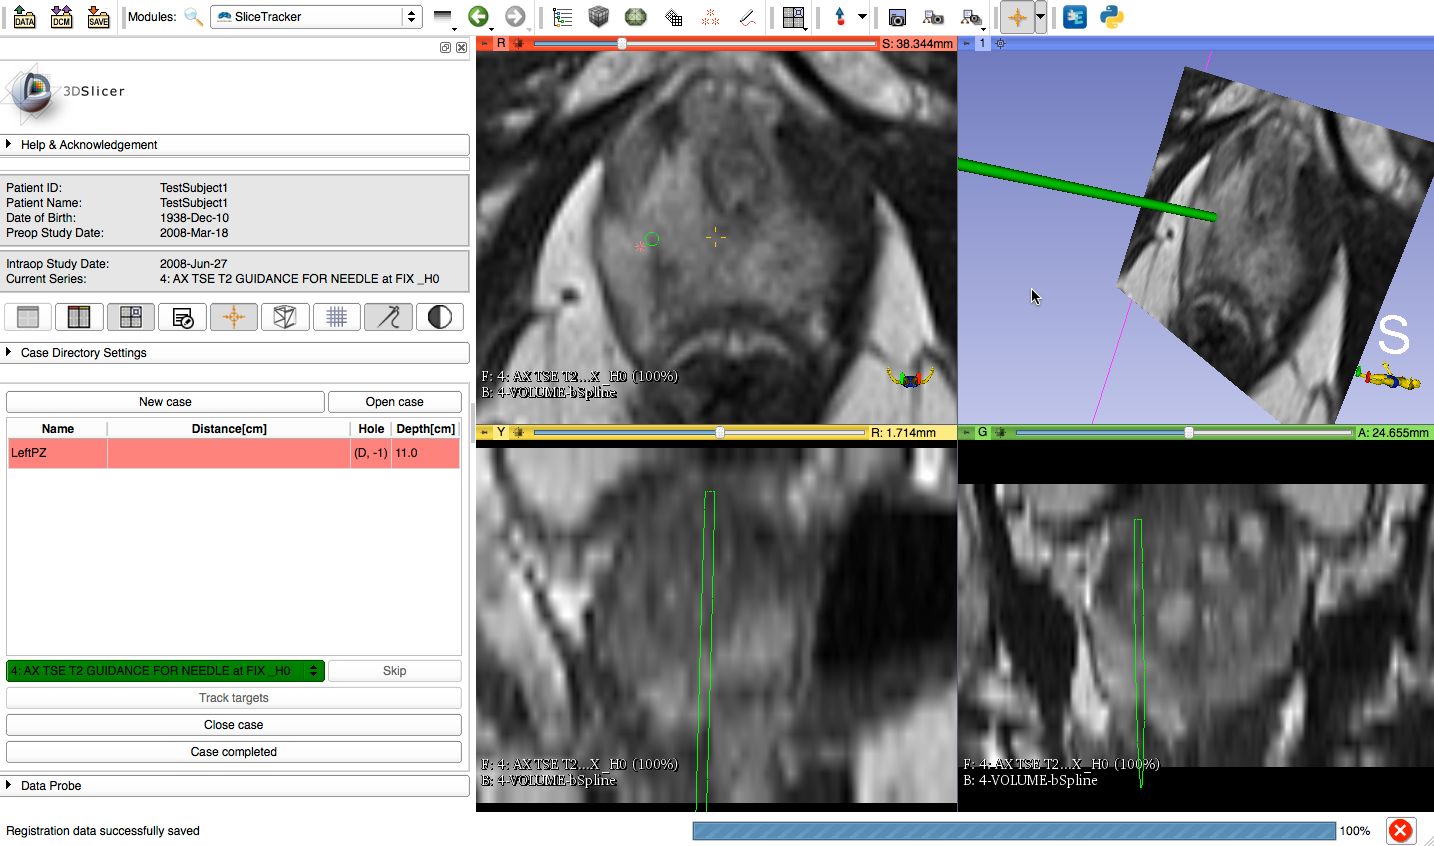 DATA
DCM
SAVE
Modules:
SliceTracker
3DSlicer
Help & Acknowledgement
Patient ID: TestSubject1
Patient Name: TestSubject1
Date of Birth: 1938-Dec-10
Preop Study Date: 2008-Mar-18
Intraop Study Date: 2008-Jun-27
Current Series: 4: AX TSE T2 GUIDANCE FOR NEEDLE at FIX _H0
Case Directory Settings
New case
Open case
Name Distance[cm] Hole Depth[cm]
LeftPZ (D, -1) 11.0
4: AX TSE T2 GUIDANCE FOR NEEDLE at FIX _H0
Skip
Track targets
Close case
Case completed
Data Probe
Registration data successfully saved
R S: 38.344mm
F: 4: AX TSE T2...X _H0 (100%)
B: 4-VOLUME-bSpline
1
S
Y R: 1.714mm
F: 4: AX TSE T2...X _H0 (100%)
B: 4-VOLUME-bSpline
G A: 24.655mm
F: 4: AX TSE T2...X _H0 (100%)
B: 4-VOLUME-bSpline
100%